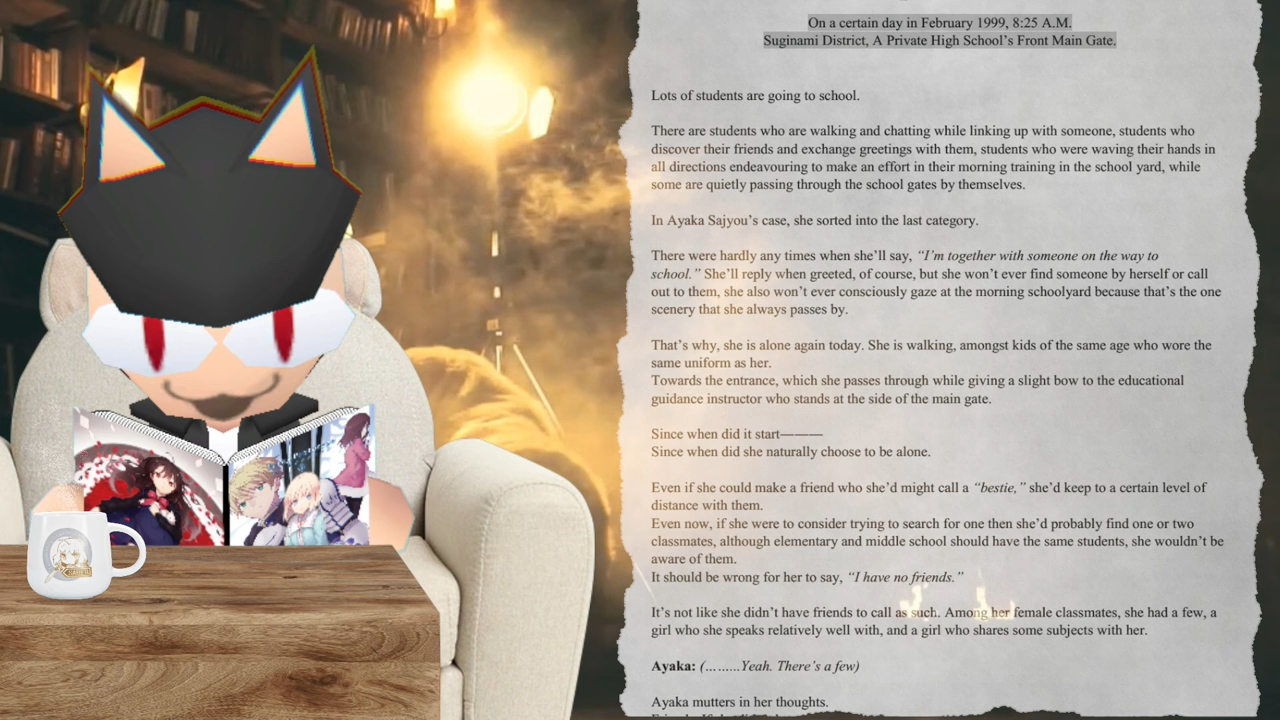 On a certain day in February 1999, 8:25 A.M.
Suginami District, A Private High School's Front Main Gate.
Lots of students are going to school.
There are students who are walking and chatting while linking up with someone, students who
discover their friends and exchange greetings with them, students who were waving their hands in
all directions endeavouring to make an effort in their morning training in the school yard, while
some are quietly passing through the school gates by themselves.
In Ayaka Sajyou's case, she sorted into the last category.
There were hardly any times when she'll say, "I'm together with someone on the way to
school." She'll reply when greeted, of course, but she won't ever find someone by herself or call
out to them, she also won't ever consciously gaze at the morning schoolyard because that's the one
scenery that she always passes by.
That's why, she is alone again today. She is walking, amongst kids of the same age who wore the
same uniform as her.
Towards the entrance, which she passes through while giving a slight bow to the educational
guidance instructor who stands at the side of the main gate.
Since when did it start———
Since when did she naturally choose to be alone.
Even if she could make a friend who she'd might call a "bestie," she'd keep to a certain level of
distance with them.
Even now, if she were to consider trying to search for one then she'd probably find one or two
classmates, although elementary and middle school should have the same students, she wouldn't be
aware of them.
It should be wrong for her to say, "I have no friends."
It's not like she didn't have friends to call as such. Among her female classmates, she had a few, a
girl who she speaks relatively well with, and a girl who shares some subjects with her.
Ayaka: (………Yeah. There's a few)
Ayaka mutters in her thoughts.